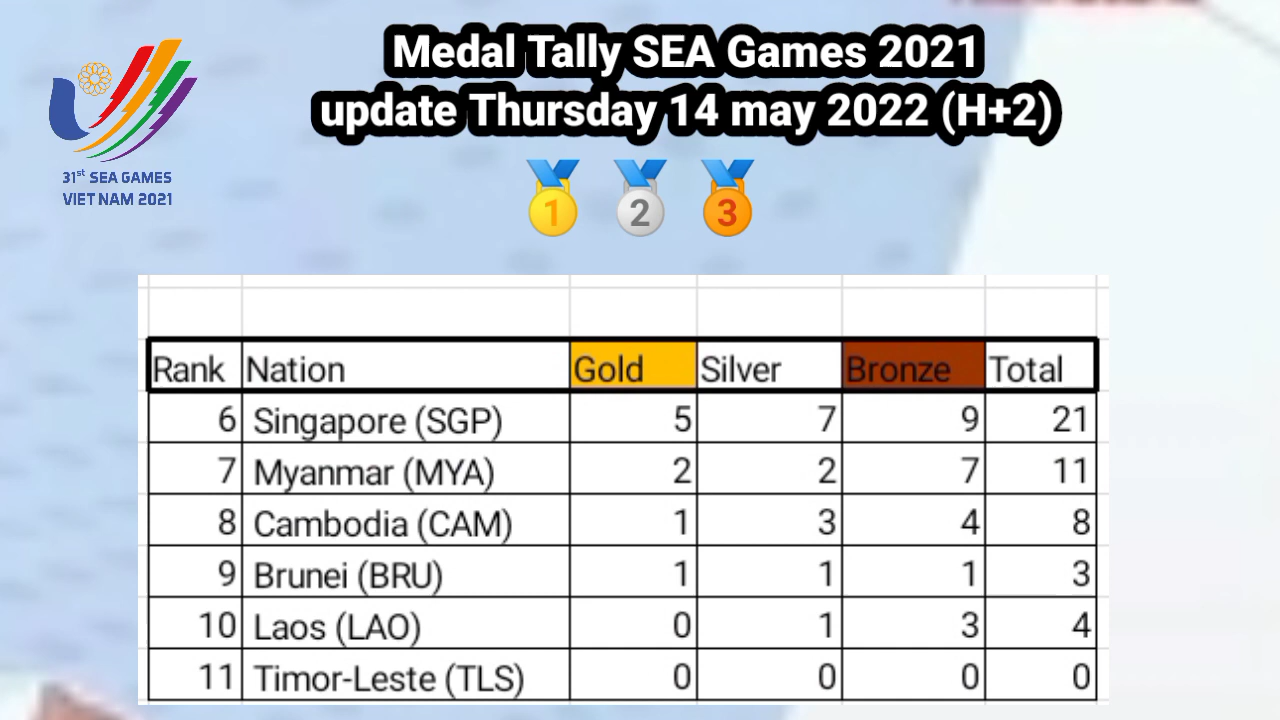 Medal Tally SEA Games 2021
update Thursday 14 may 2022 (H+2)
31st SEA GAMES
VIET NAM 2021
1 2 3
Rank Nation Gold Silver Bronze Total
6 Singapore (SGP) 5 7 9 21
7 Myanmar (MYA) 2 2 7 11
8 Cambodia (CAM) 1 3 4 8
9 Brunei (BRU) 1 1 1 3
10 Laos (LAO) 0 1 3 4
11 Timor-Leste (TLS) 0 0 0 0